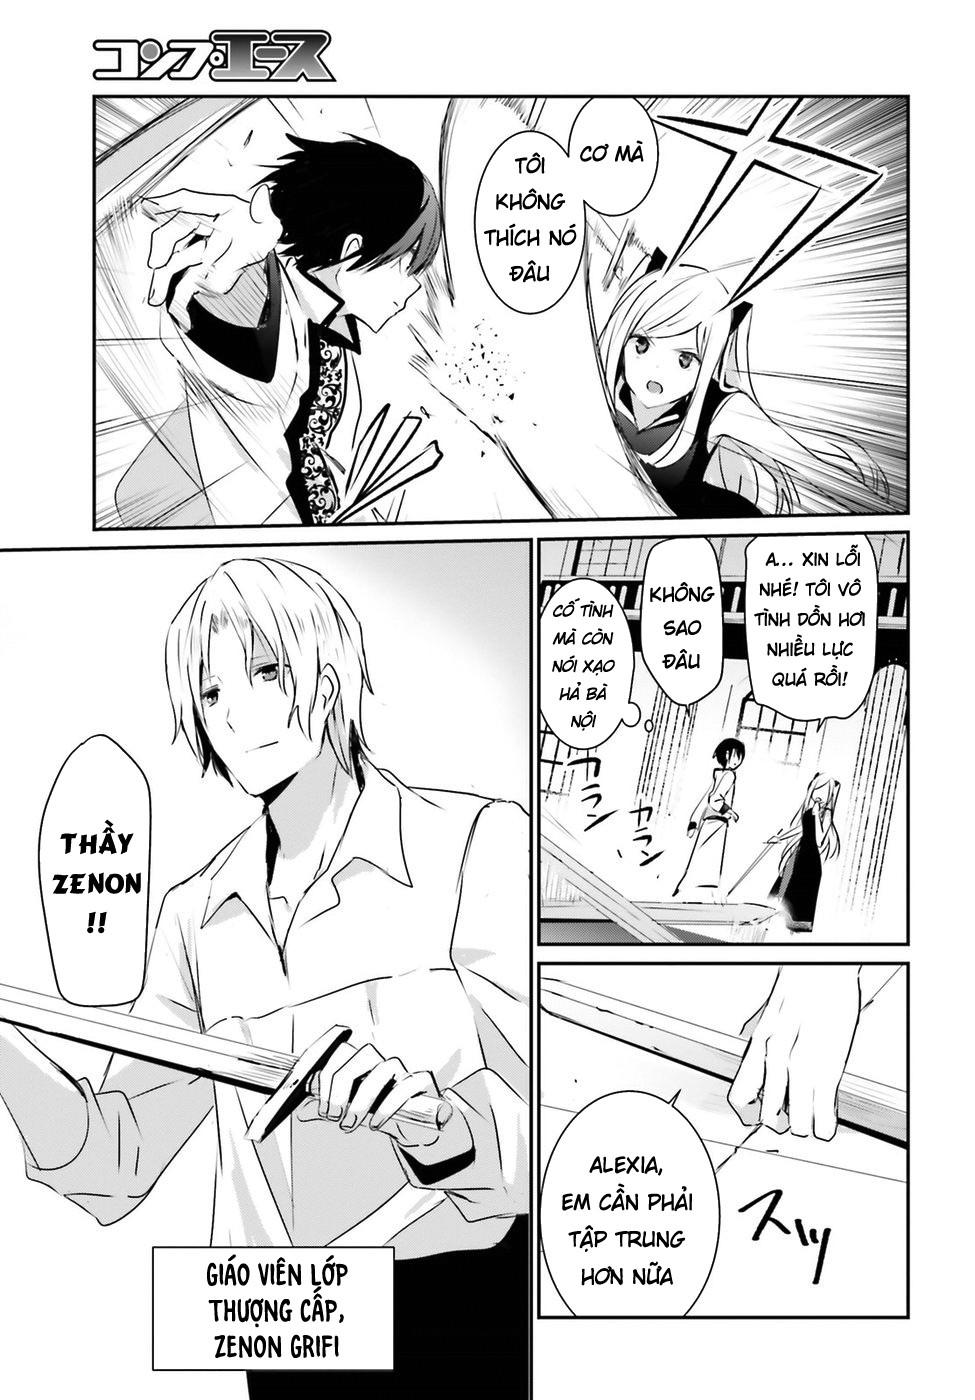 コンプエース
CƠ MÀ
TÔI
KHÔNG
THÍCH NÓ
ĐÂU
A... XIN LỖI
NHÉ! TÔI VÔ
TÌNH DỒN HƠI
NHIỀU LỰC
QUÁ RỒI!
KHÔNG
SAO
ĐÂU
CỐ TÌNH
MÀ CÒN
NÓI XẠO
HẢ BÀ
NỘI
カラン
カラン
ALEXIA,
EM CẦN PHẢI
TẬP TRUNG
HƠN NỮA
スッ
THẦY
ZENON
!!
GIÁO VIÊN LỚP
THƯỢNG CẤP,
ZENON GRIFI